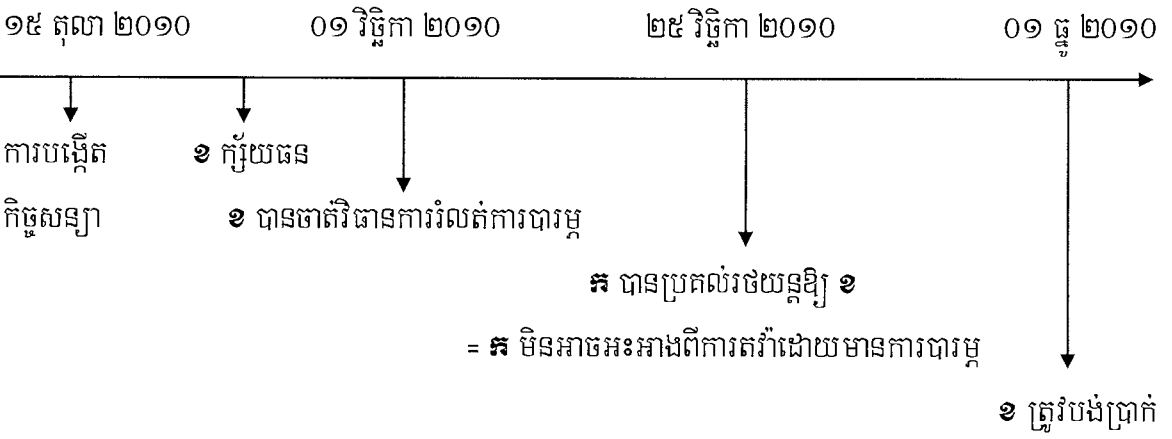 ១៥ តុលា ២០១០ ០១ វិច្ឆិកា ២០១០ ២៥ វិច្ឆិកា ២០១០ ០១ ធ្នូ ២០១០
ការបង្កើត ខ ក្ស័យធន
កិច្ចសន្យា ខ បានចាត់វិធានការរំលត់ការបារម្ភ
ក បានប្រគល់រថយន្តឱ្យ ខ
= ក មិនអាចអះអាងពីការតវ៉ាដោយមានការបារម្ភ
ខ ត្រូវបង់ប្រាក់